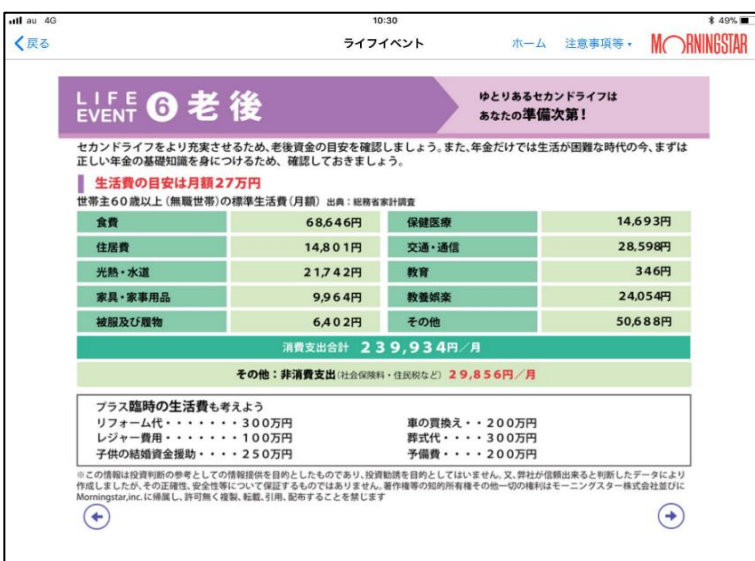 au 4G 10:30 49%
戻る ライフイベント ホーム 注意事項等 MORNINGSTAR
LIFE EVENT 6 老後
ゆとりあるセカンドライフは
あなたの準備次第!
セカンドライフをより充実させるため、老後資金の目安を確認しましょう。また、年金だけでは生活が困難な時代の今、まずは
正しい年金の基礎知識を身につけるため、確認しておきましょう。
生活費の目安は月額27万円
世帯主60歳以上(無職世帯)の標準生活費(月額) 出典:総務省家計調査
食費 68,646円 保健医療 14,693円
住居費 14,801円 交通・通信 28,598円
光熱・水道 21,742円 教育 346円
家具・家事用品 9,964円 教養娯楽 24,054円
被服及び履物 6,402円 その他 50,688円
消費支出合計 239,934円/月
その他:非消費支出(社会保険料・住民税など) 29,856円/月
プラス臨時の生活費も考えよう
リフォーム代・・・・・・・300万円 車の買換え・・200万円
レジャー費用・・・・・・・100万円 葬式代・・・・300万円
子供の結婚資金援助・・・・250万円 予備費・・・・200万円
※この情報は投資判断の参考としての情報提供を目的としたものであり、投資勧誘を目的としてはいません。又、弊社が信頼出来ると判断したデータにより
作成しましたが、その正確性、安全性等について保証するものではありません。著作権等の知的所有権その他一切の権利はモーニングスター株式会社並びに
Morningstar,inc.に帰属し、許可無く複製、転載、引用、配布することを禁じます